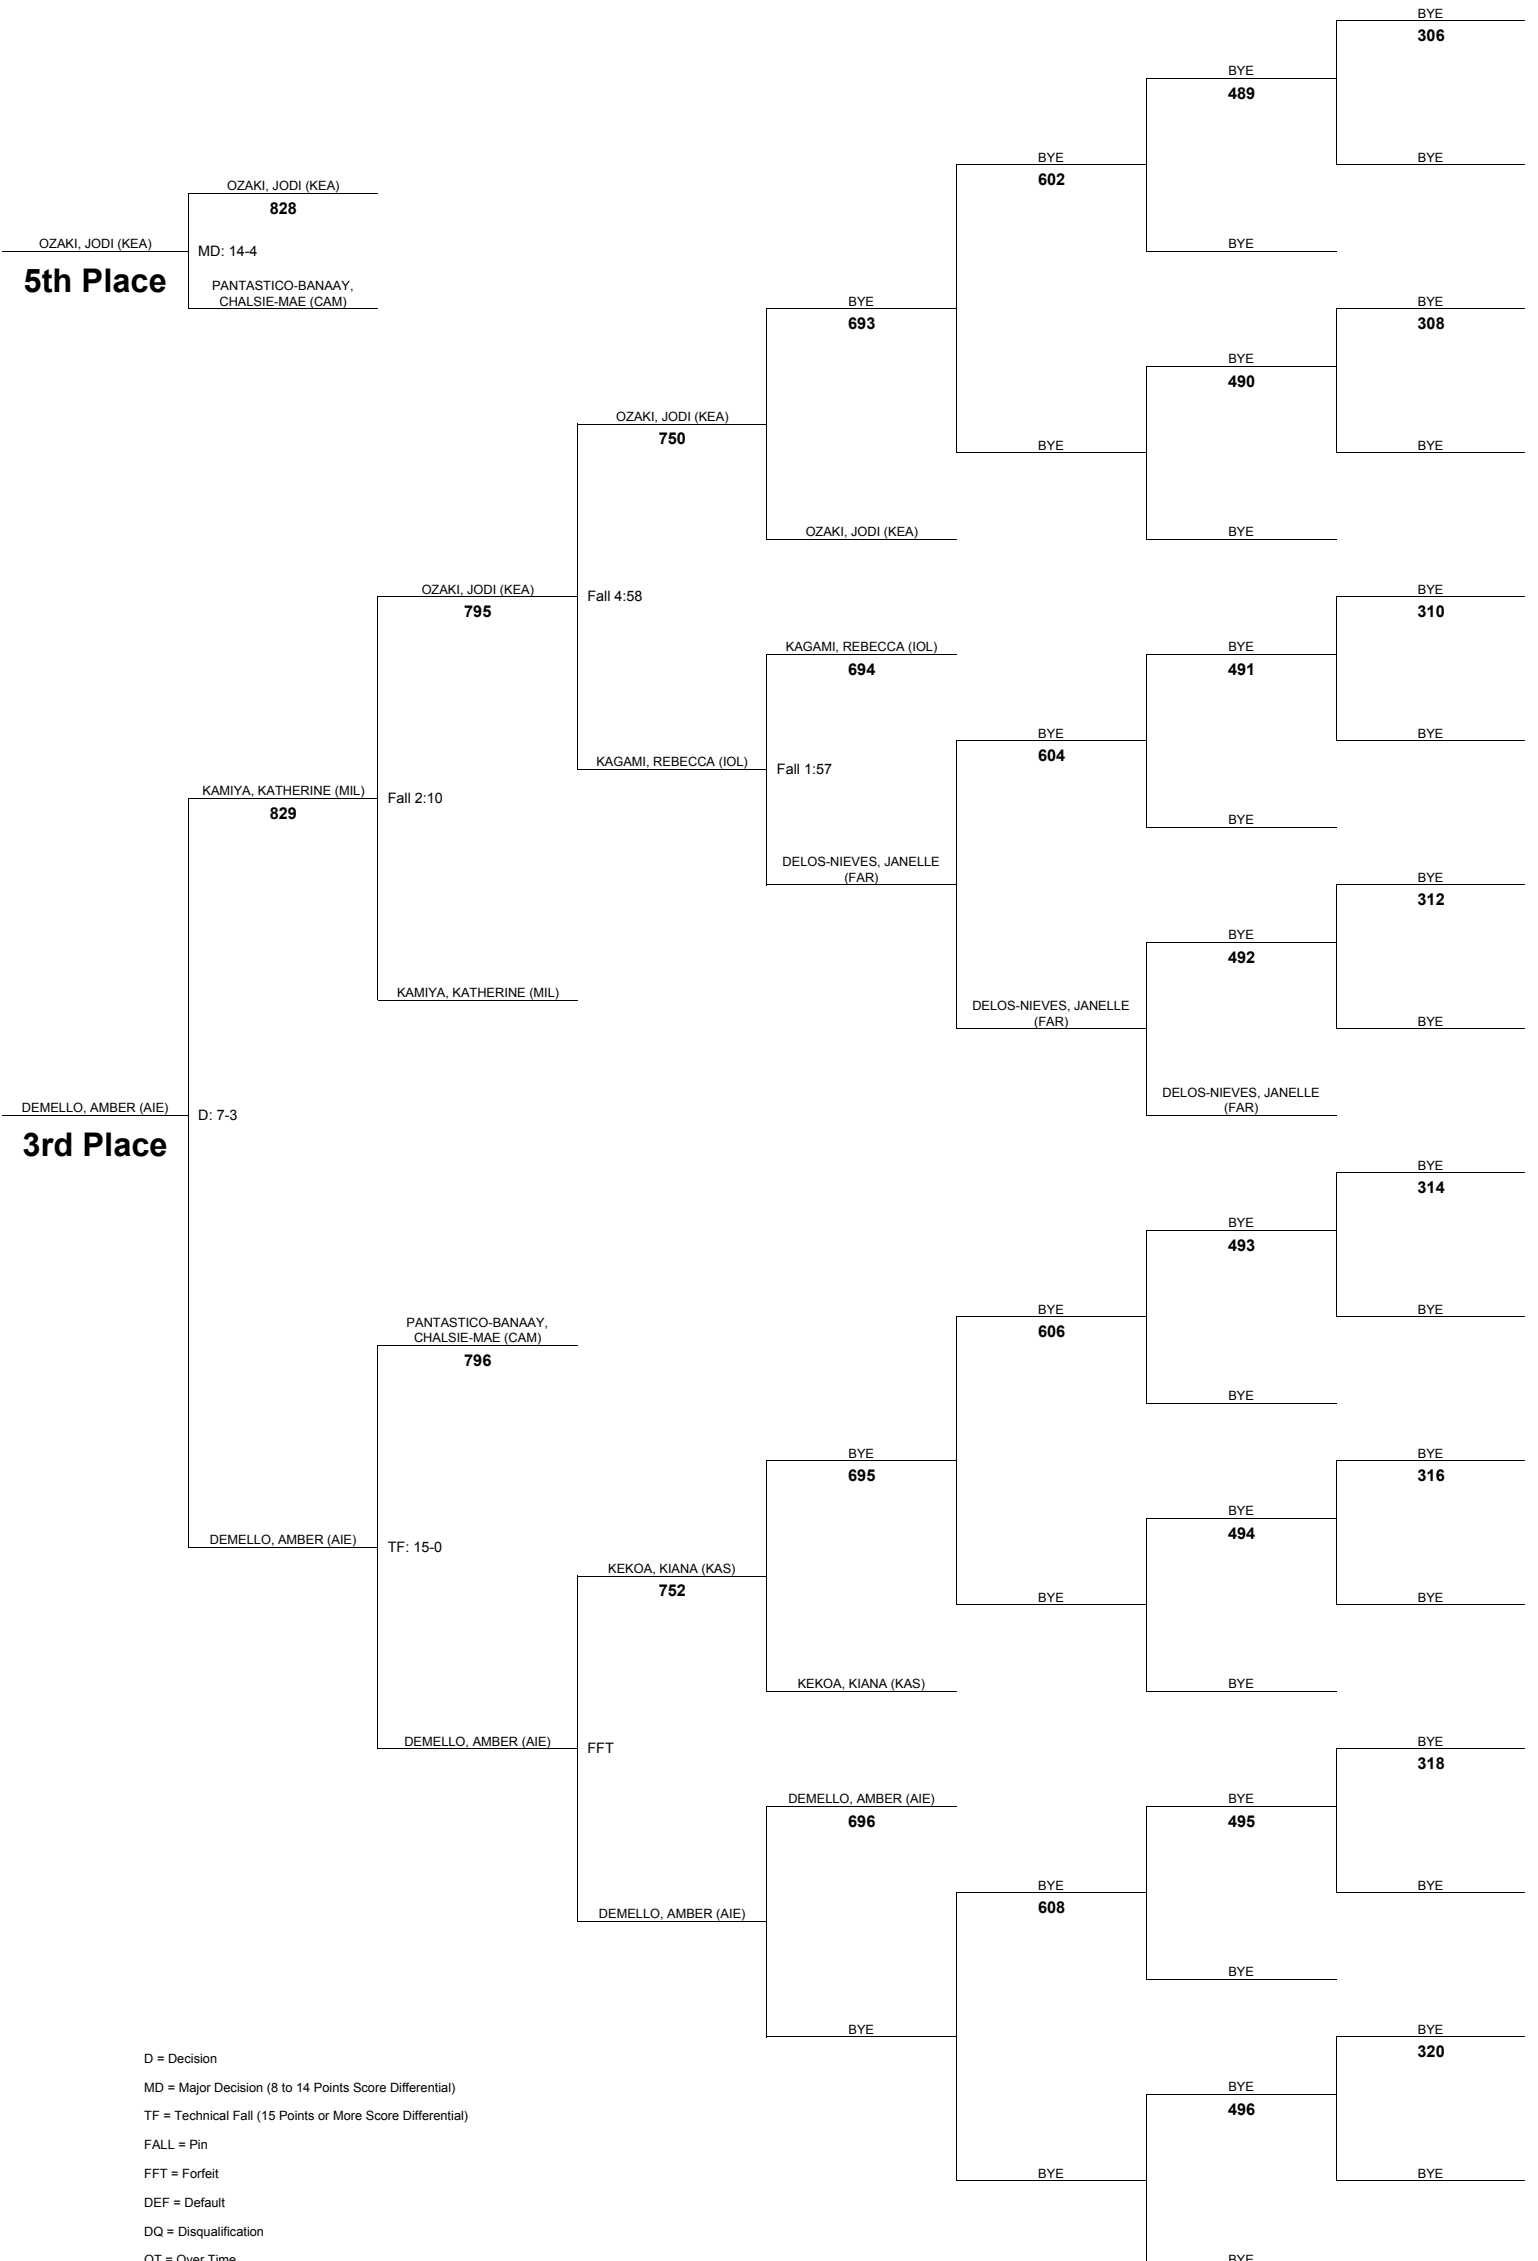 BYE
306
BYE
489
BYE
602
BYE
OZAKI, JODI (KEA)
828
OZAKI, JODI (KEA)
MD: 14-4
BYE
5th Place
PANTASTICO-BANAAY,
CHALSIE-MAE (CAM)
BYE
693
BYE
308
BYE
490
OZAKI, JODI (KEA)
750
BYE
BYE
OZAKI, JODI (KEA)
BYE
OZAKI, JODI (KEA)
795
Fall 4:58
BYE
310
KAGAMI, REBECCA (IOL)
694
BYE
491
BYE
604
BYE
KAGAMI, REBECCA (IOL)
Fall 1:57
KAMIYA, KATHERINE (MIL)
829
Fall 2:10
BYE
DELOS-NIEVES, JANELLE
(FAR)
BYE
312
BYE
492
KAMIYA, KATHERINE (MIL)
DELOS-NIEVES, JANELLE
(FAR)
BYE
DELOS-NIEVES, JANELLE
(FAR)
DEMELLO, AMBER (AIE)
D: 7-3
3rd Place
BYE
314
BYE
493
BYE
606
BYE
PANTASTICO-BANAAY,
CHALSIE-MAE (CAM)
796
BYE
BYE
695
BYE
316
BYE
494
DEMELLO, AMBER (AIE)
TF: 15-0
KEKOA, KIANA (KAS)
752
BYE
BYE
KEKOA, KIANA (KAS)
BYE
DEMELLO, AMBER (AIE)
FFT
BYE
318
DEMELLO, AMBER (AIE)
696
BYE
495
BYE
608
BYE
DEMELLO, AMBER (AIE)
BYE
BYE
BYE
320
D = Decision
MD = Major Decision (8 to 14 Points Score Differential)
BYE
496
TF = Technical Fall (15 Points or More Score Differential)
FALL = Pin
FFT = Forfeit
BYE
BYE
DEF = Default
DQ = Disqualification
OT = Over Time
BYE